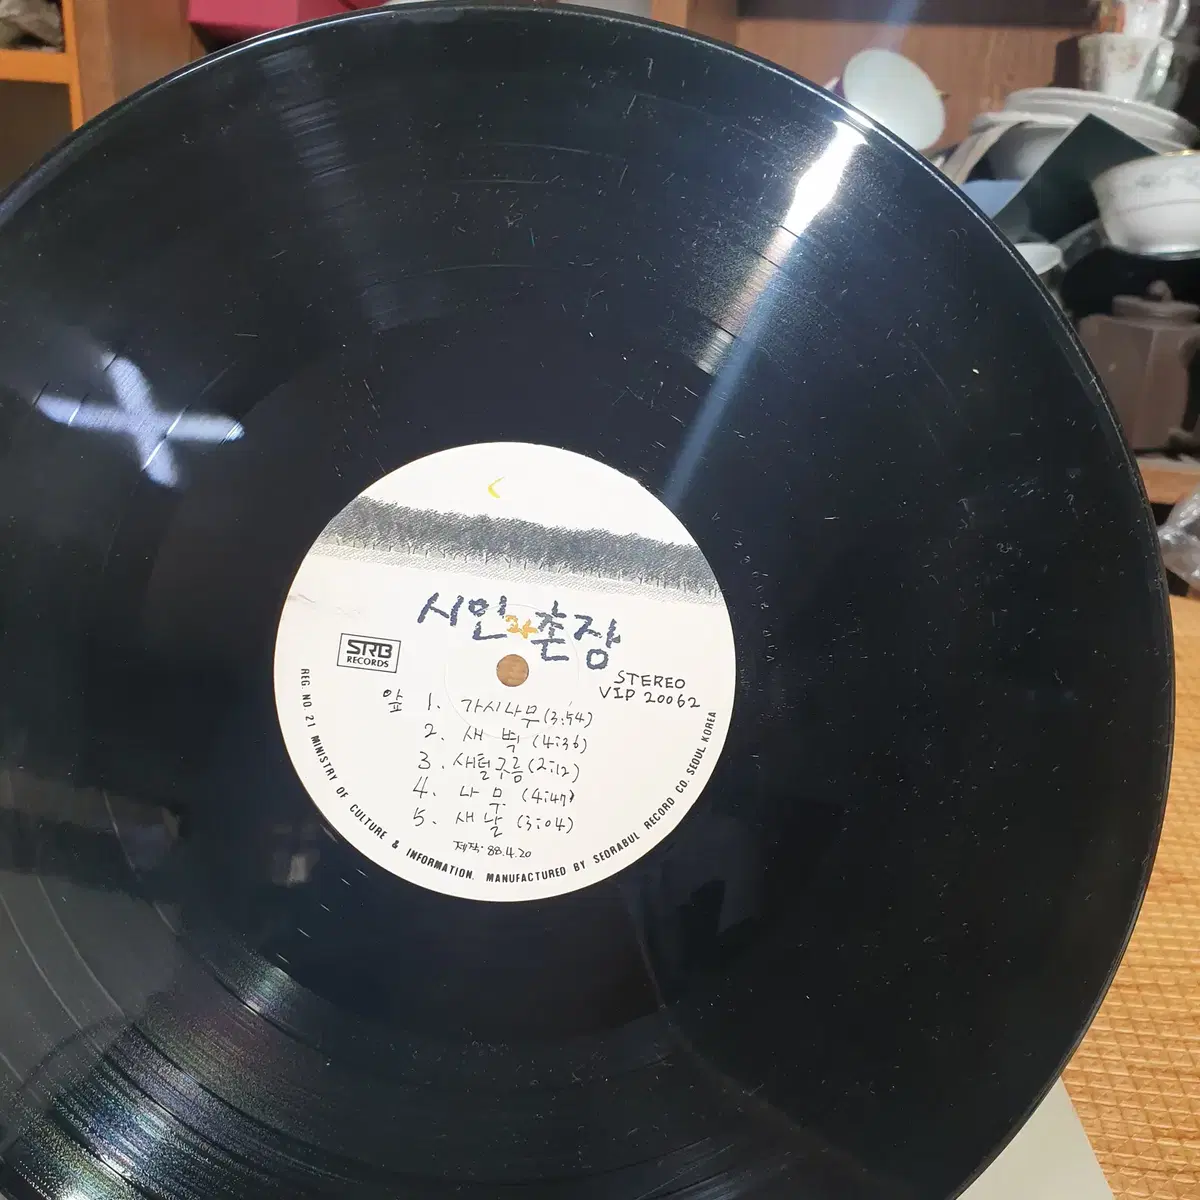 시인과 촌장
SRB
RECORDS
STEREO
VIP 20062
앞 1. 가시나무 (3:54)
2. 새벽 (4:36)
3. 새털구름 (2:12)
4. 나무 (4:47)
5. 새날 (3:04)
제작: 88.4.20
REG NO. 21 MINISTRY OF CULTURE & INFORMATION. MANUFACTURED BY SEORABUL RECORD CO. SEOUL KOREA